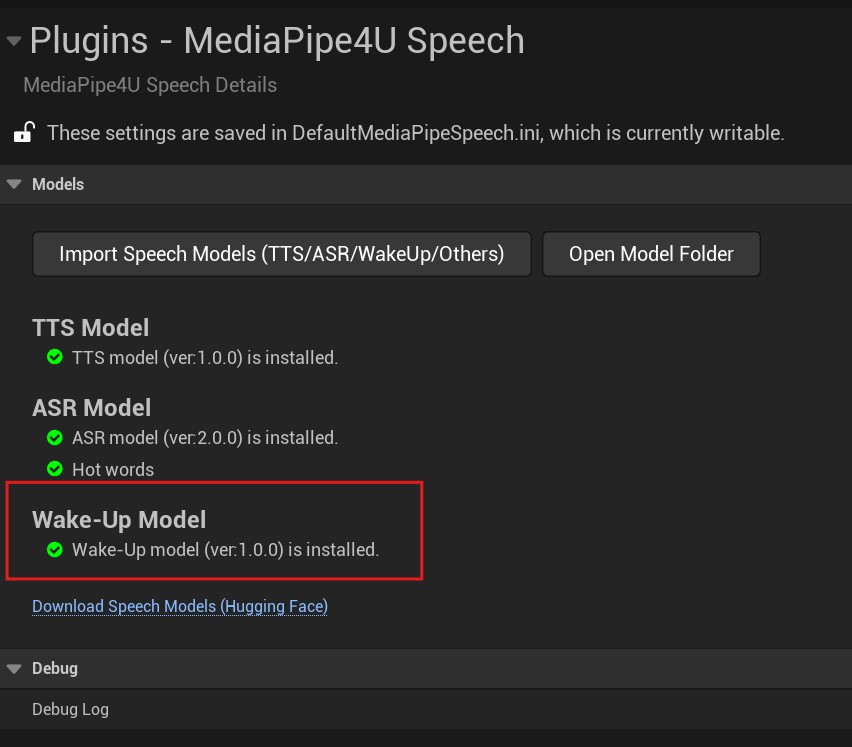 Plugins - MediaPipe4U Speech
MediaPipe4U Speech Details
These settings are saved in DefaultMediaPipeSpeech.ini, which is currently writable.
Models
Import Speech Models (TTS/ASR/WakeUp/Others) Open Model Folder
TTS Model
TTS model (ver:1.0.0) is installed.
ASR Model
ASR model (ver:2.0.0) is installed.
Hot words
Wake-Up Model
Wake-Up model (ver:1.0.0) is installed.
Download Speech Models (Hugging Face)
Debug
Debug Log